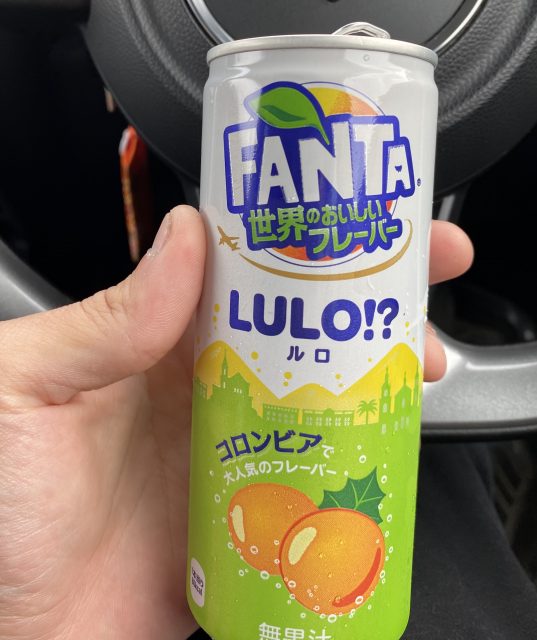 FANTA
世界のおいしい
フレーバー
LULO!?
ルロ
コロンビアで
大人気のフレーバー
無果汁